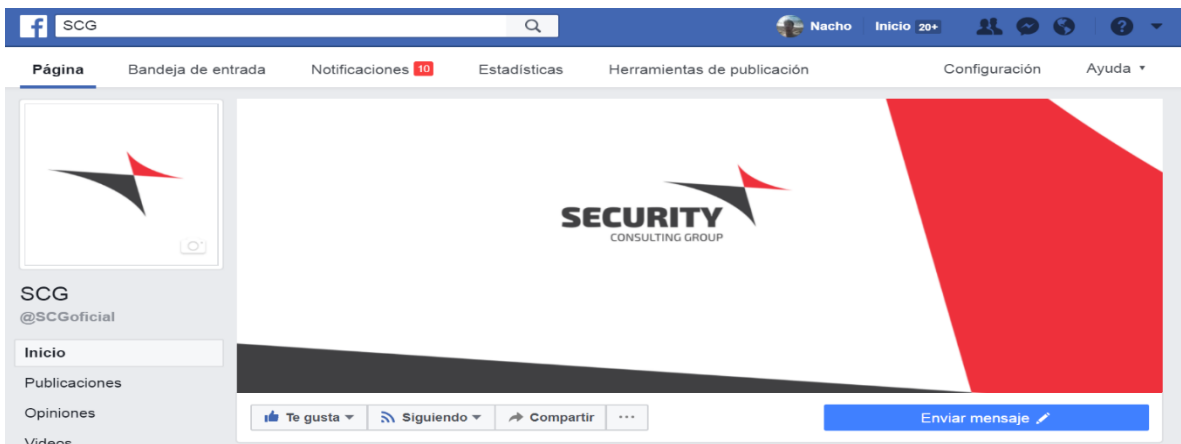 SCG
Nacho Inicio 20+
Página Bandeja de entrada Notificaciones 10 Estadísticas Herramientas de publicación Configuración Ayuda
SECURITY
CONSULTING GROUP
SCG
@SCGoficial
Inicio
Publicaciones
Opiniones
Videos
Te gusta Siguiendo Compartir ... Enviar mensaje